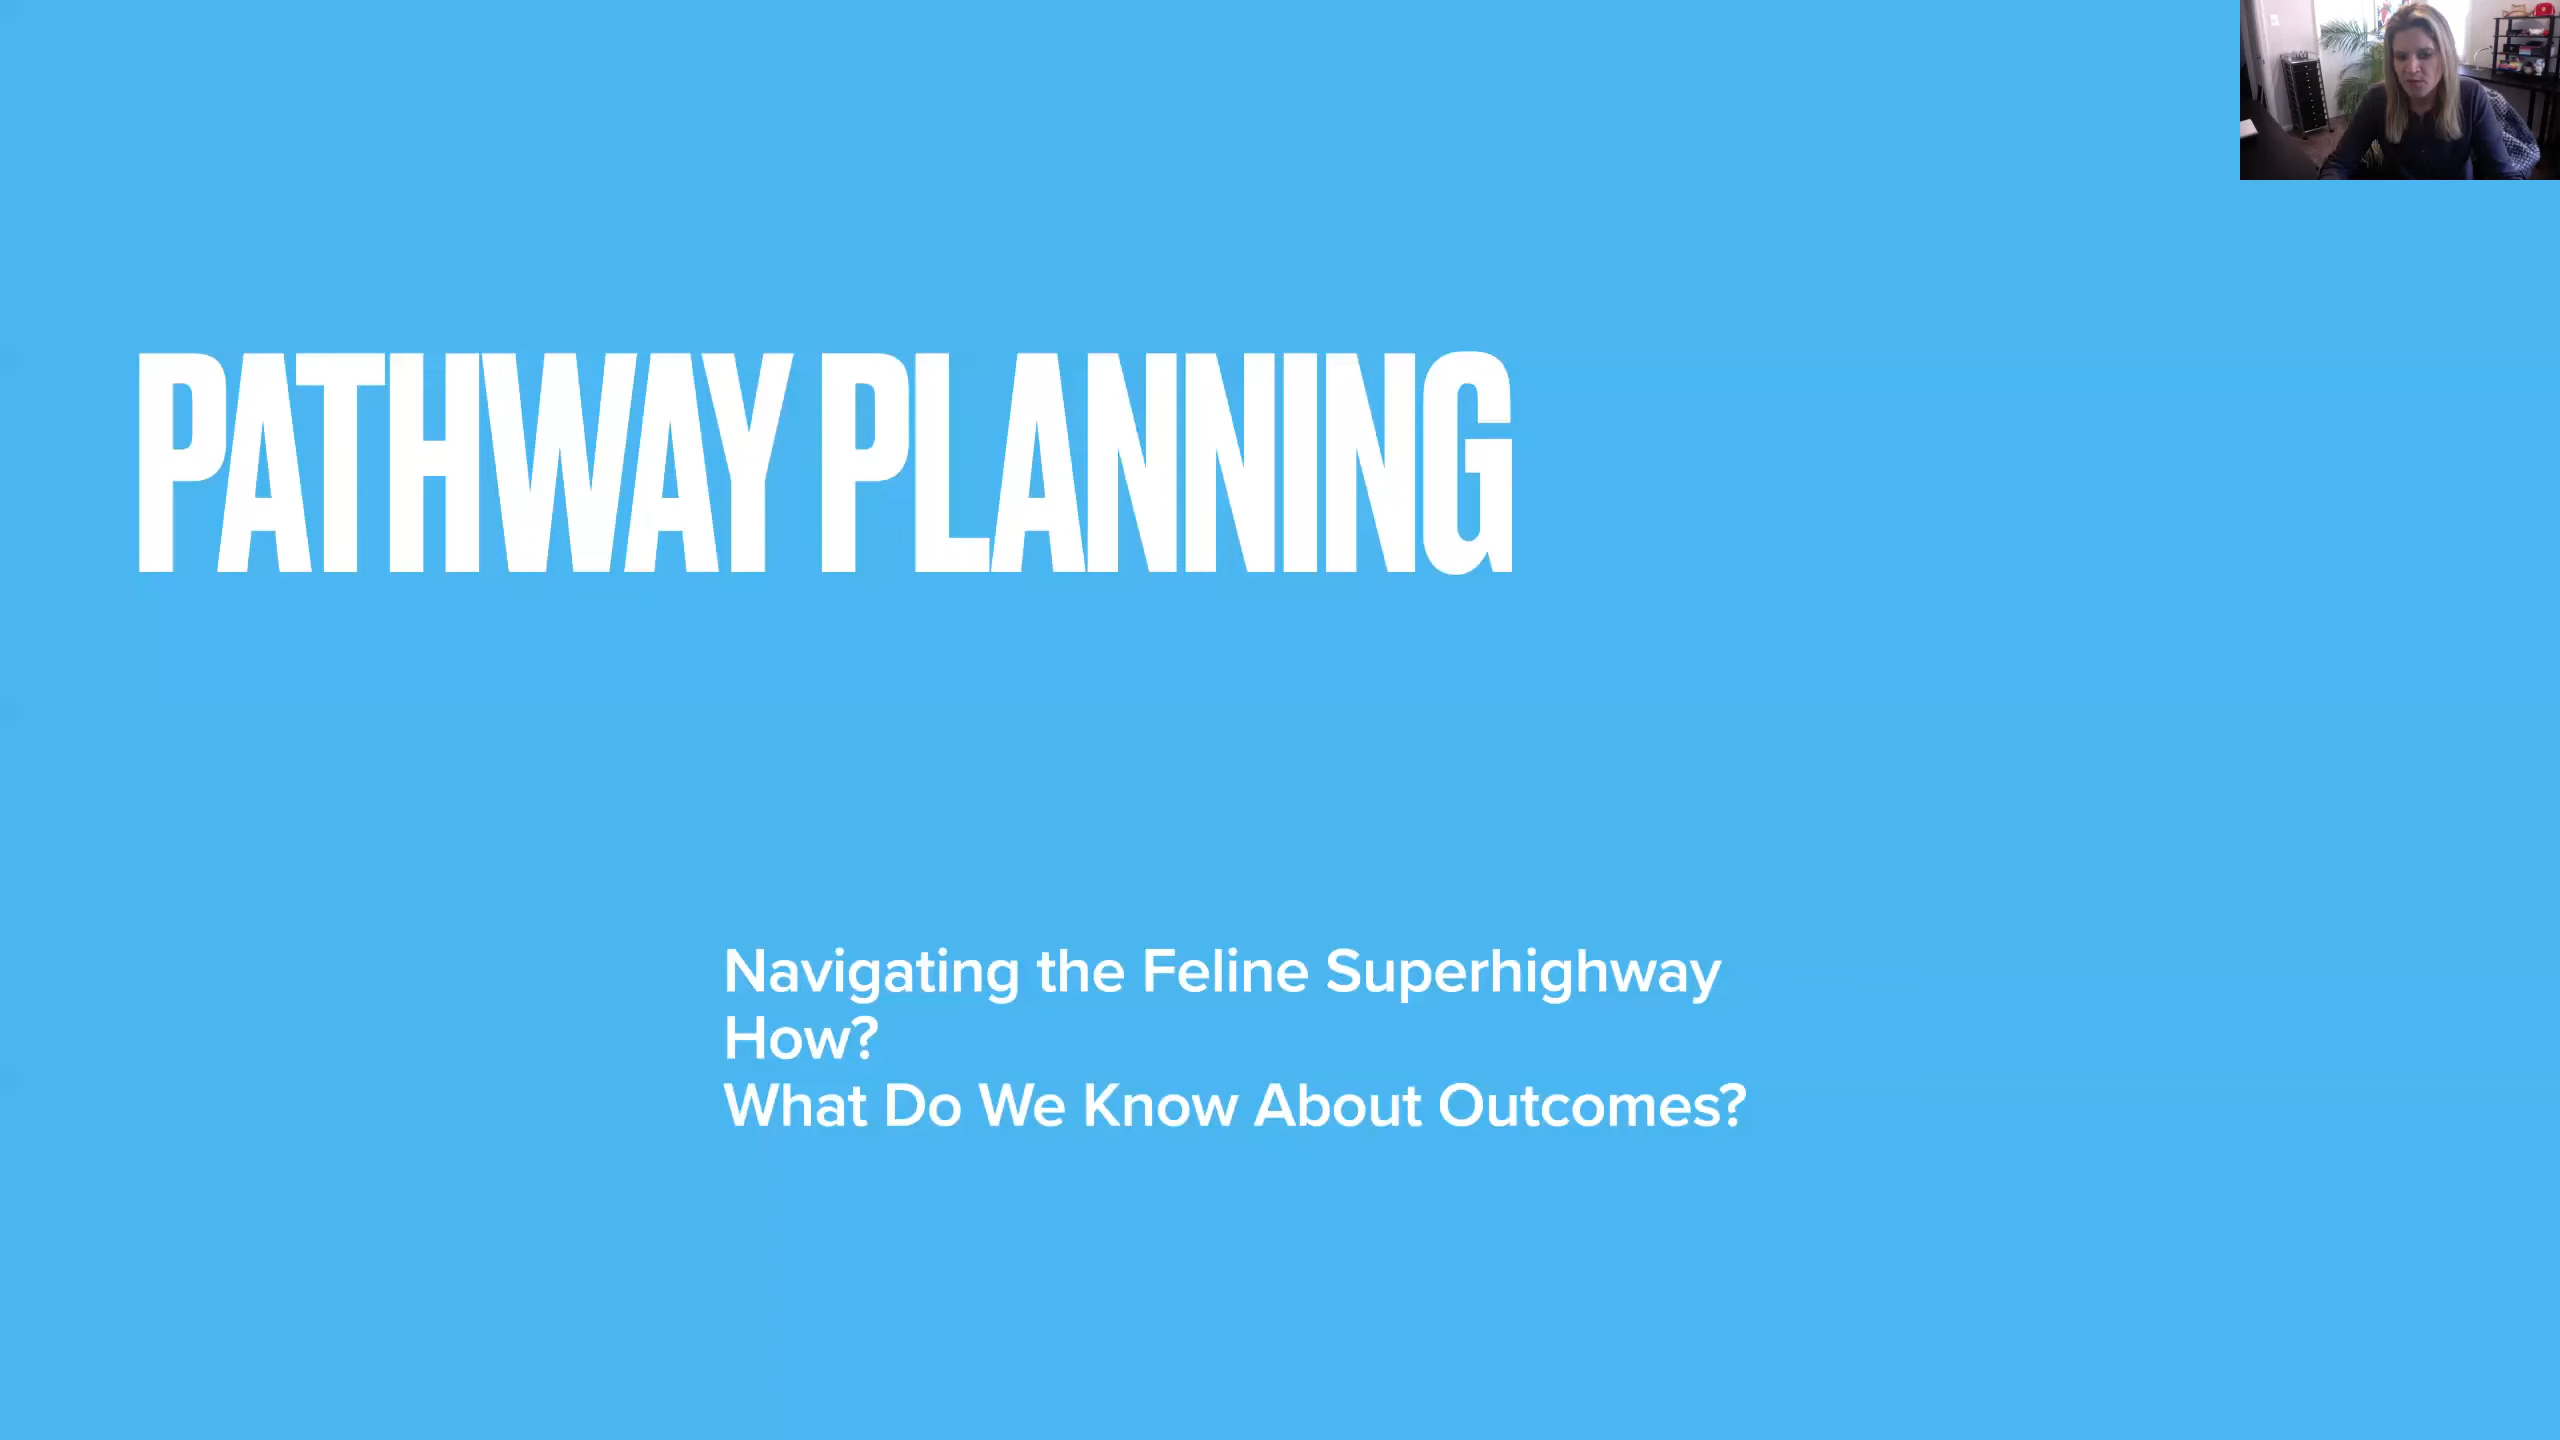 PATHWAY PLANNING
Navigating the Feline Superhighway
How?
What Do We Know About Outcomes?